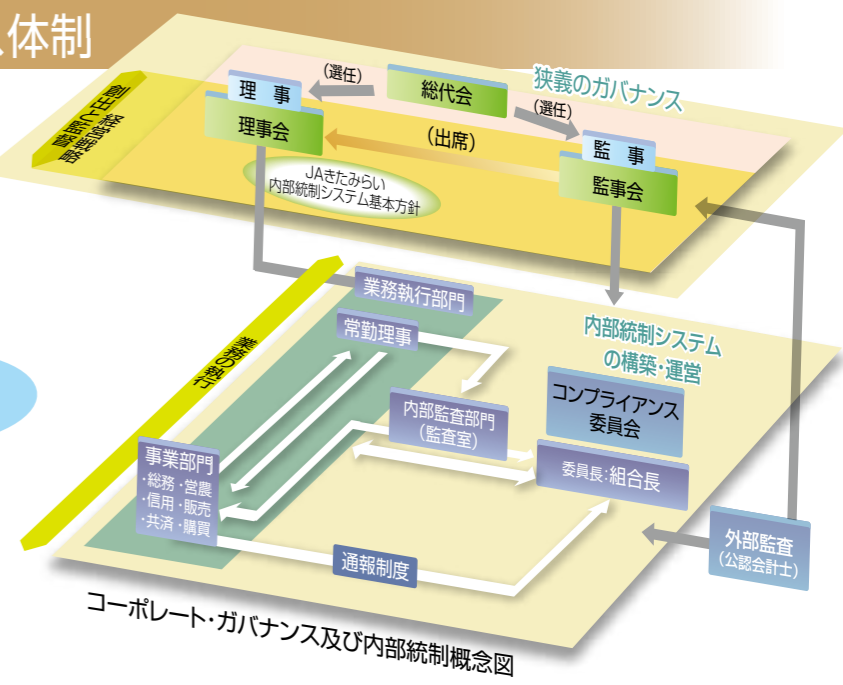 ス体制
狭義のガバナンス
(選任)
総代会
(選任)
理 事
理事会
(出席)
監 事
監事会
経営戦略
創出と監督
JAきたみらい
内部統制システム基本方針
業務執行部門
常勤理事
業務の執行
内部統制システム
の構築・運営
コンプライアンス
委員会
内部監査部門
(監査室)
委員長：組合長
事業部門
・総務 ・営農
・信用 ・販売
・共済 ・購買
通報制度
外部監査
(公認会計士)
コーポレート・ガバナンス及び内部統制概念図